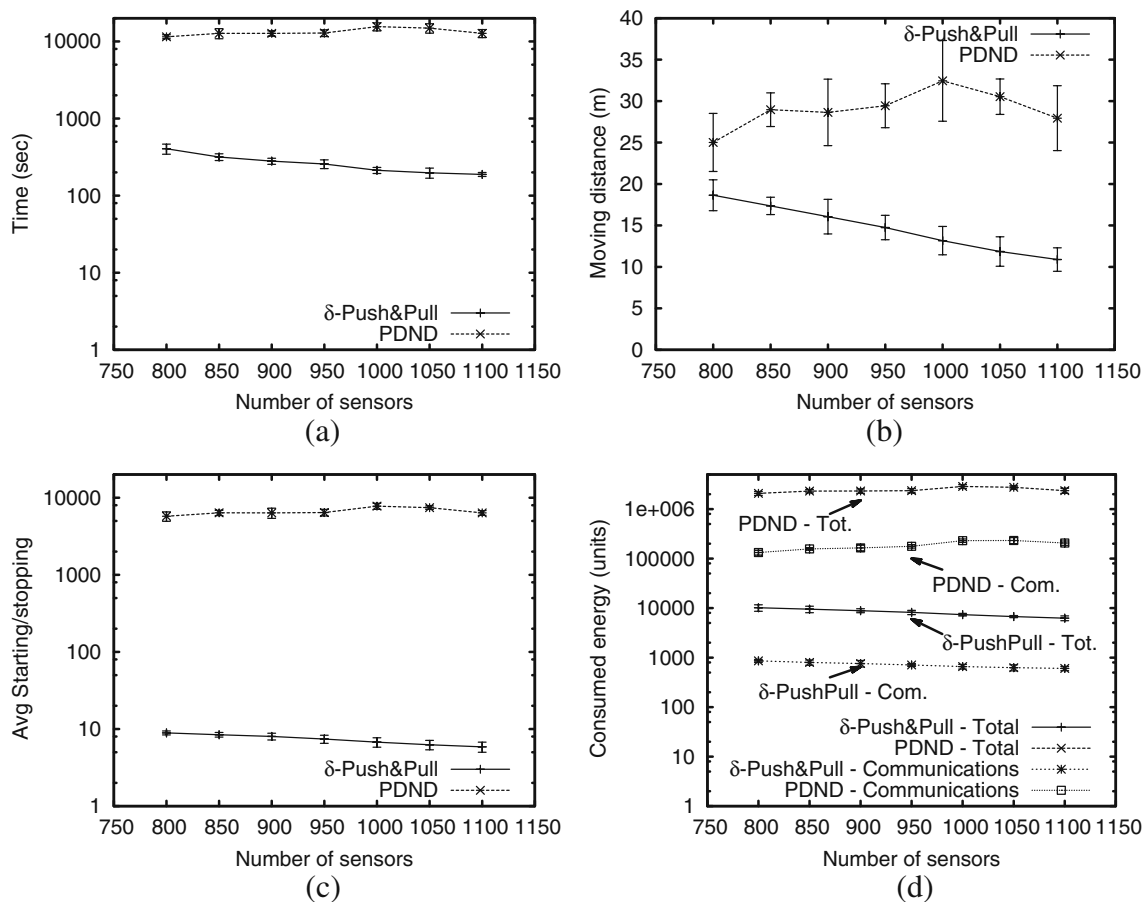 10000
1000
100
10
1
Time (sec)
δ-Push&Pull
PDND
750 800 850 900 950 1000 1050 1100 1150
Number of sensors
(a)
40
35
30
25
20
15
10
5
0
Moving distance (m)
δ-Push&Pull
PDND
750 800 850 900 950 1000 1050 1100 1150
Number of sensors
(b)
10000
1000
100
10
1
Avg Starting/stopping
δ-Push&Pull
PDND
750 800 850 900 950 1000 1050 1100 1150
Number of sensors
(c)
1e+006
100000
10000
1000
100
10
1
Consumed energy (units)
PDND - Tot.
PDND - Com.
δ-PushPull - Tot.
δ-PushPull - Com.
δ-Push&Pull - Total
PDND - Total
δ-Push&Pull - Communications
PDND - Communications
750 800 850 900 950 1000 1050 1100 1150
Number of sensors
(d)